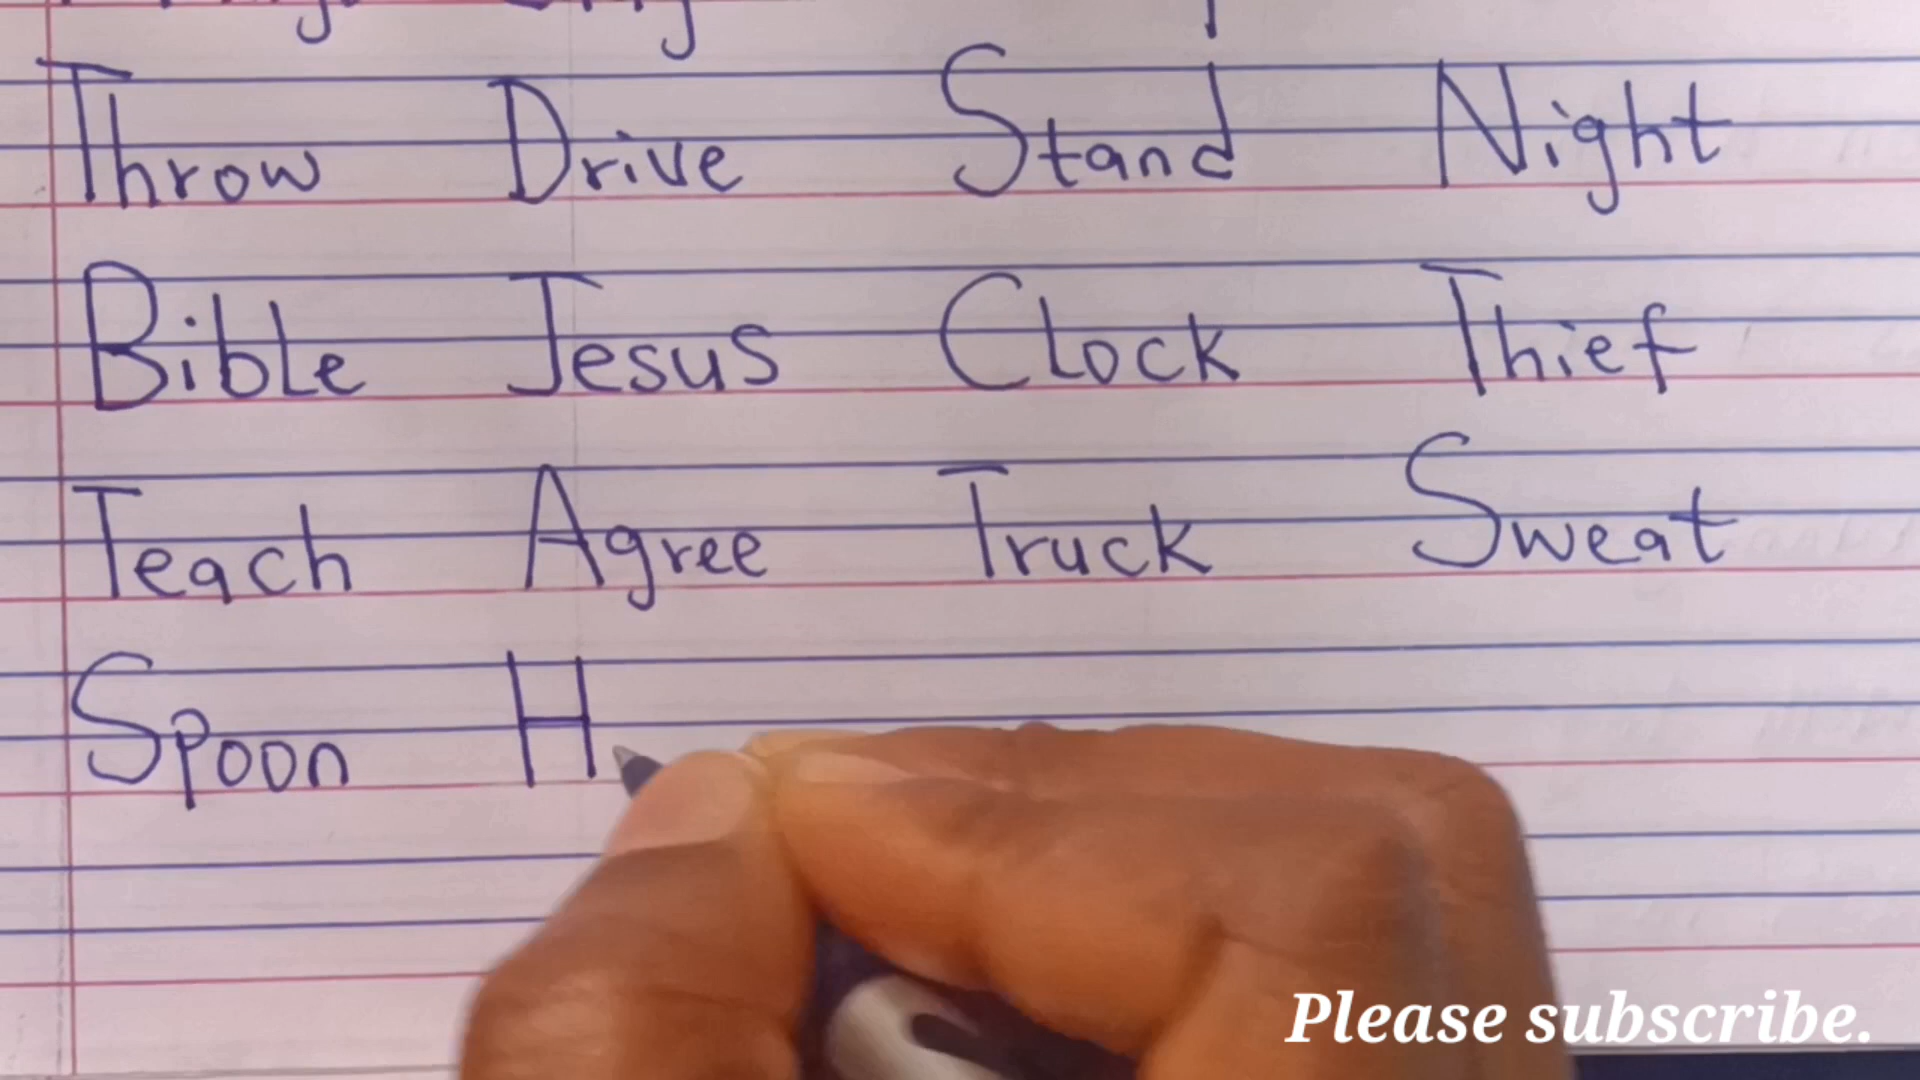 Throw Drive Stand Night
Bible Jesus Clock Thief
Teach Agree Truck Sweat
Spoon H
Please subscribe.